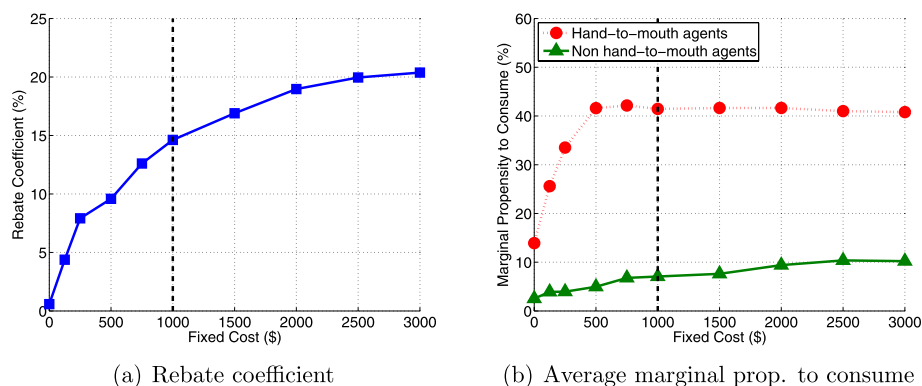 25
20
15
10
5
0
Rebate Coefficient (%)
0 500 1000 1500 2000 2500 3000
Fixed Cost ($)
(a) Rebate coefficient
60
50
40
30
20
10
0
Marginal Propensity to Consume (%)
Hand−to−mouth agents
Non hand−to−mouth agents
0 500 1000 1500 2000 2500 3000
Fixed Cost ($)
(b) Average marginal prop. to consume